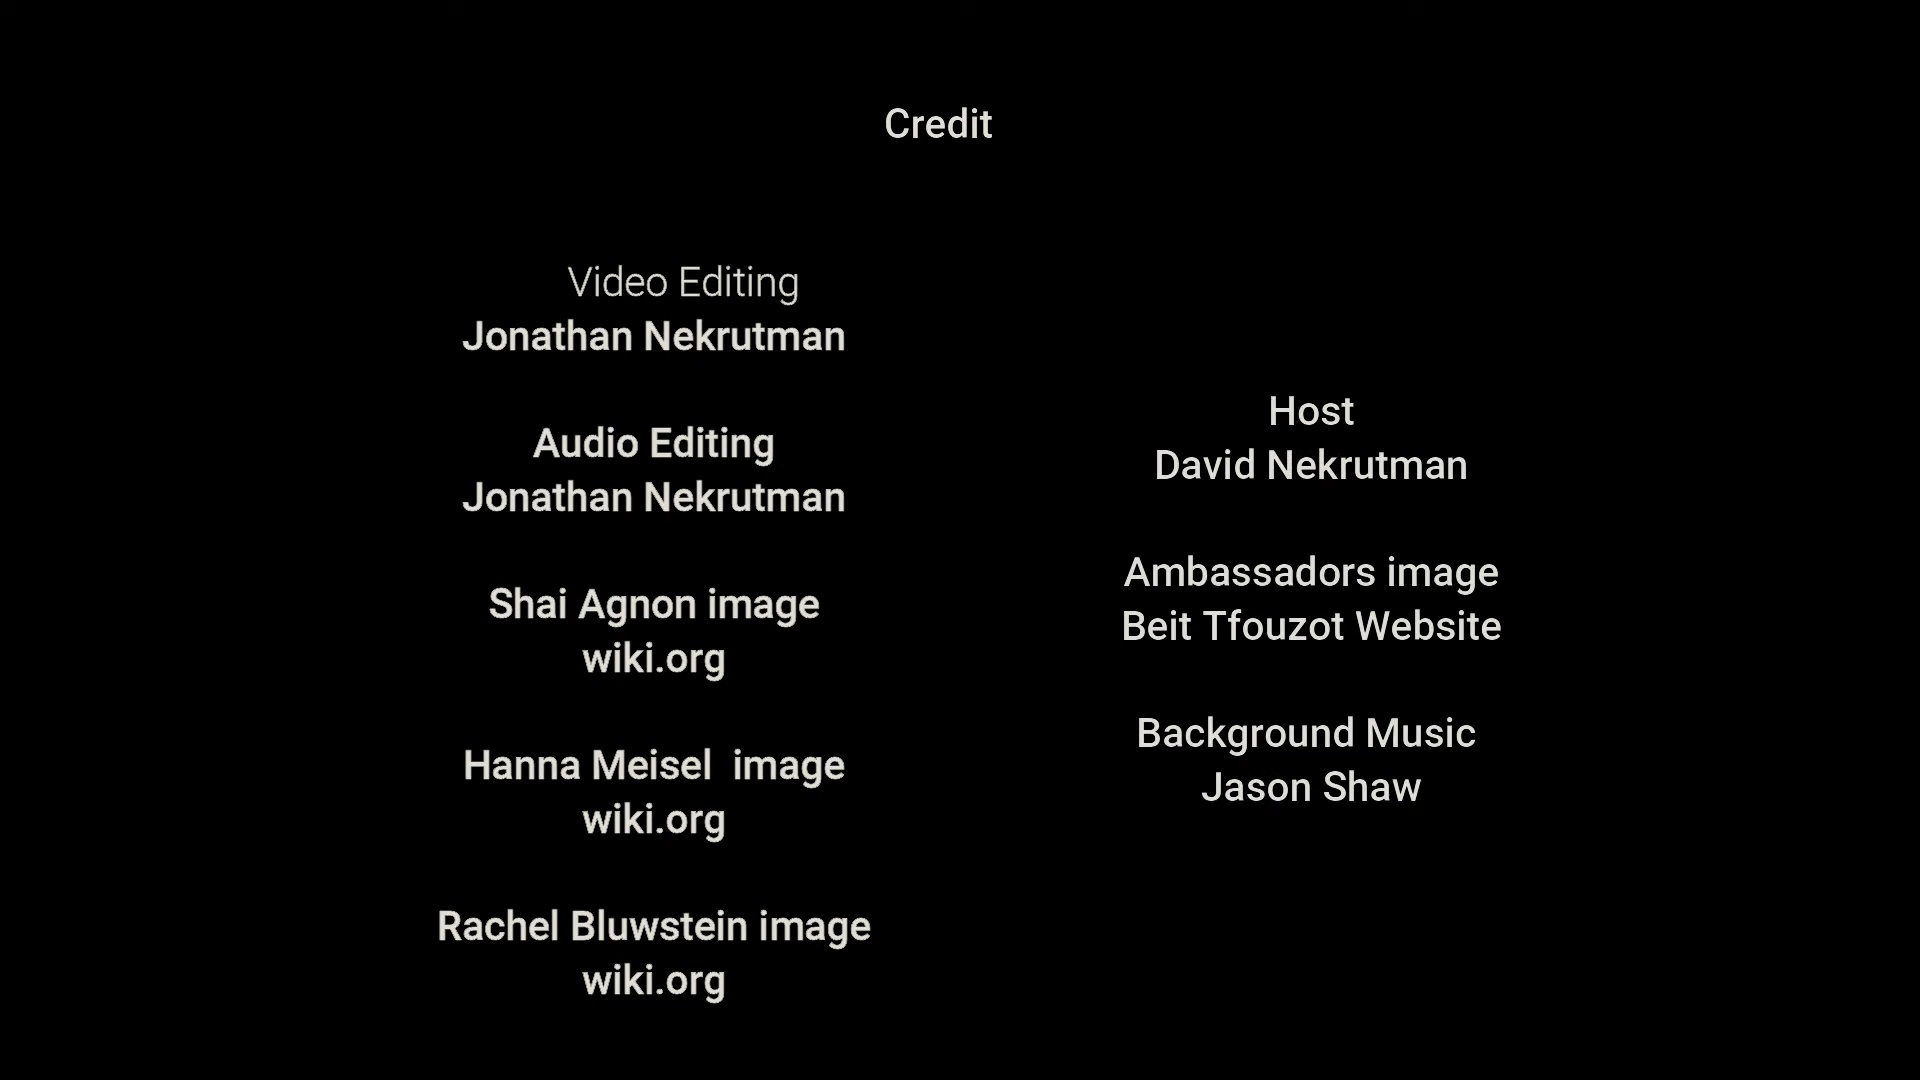 Credit
Video Editing
Jonathan Nekrutman
Audio Editing
Jonathan Nekrutman
Shai Agnon image
wiki.org
Hanna Meisel  image
wiki.org
Rachel Bluwstein image
wiki.org
Host
David Nekrutman
Ambassadors image
Beit Tfouzot Website
Background Music
Jason Shaw